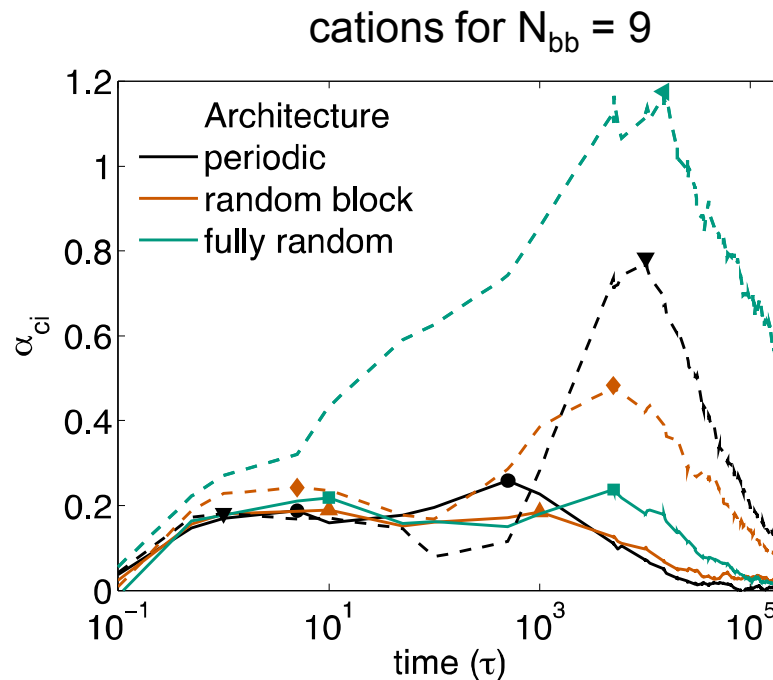 cations for N_bb = 9
1.2
1
0.8
0.6
0.4
0.2
0
α_ci
Architecture
periodic
random block
fully random
10^−1
10^1
10^3
10^5
time (τ)